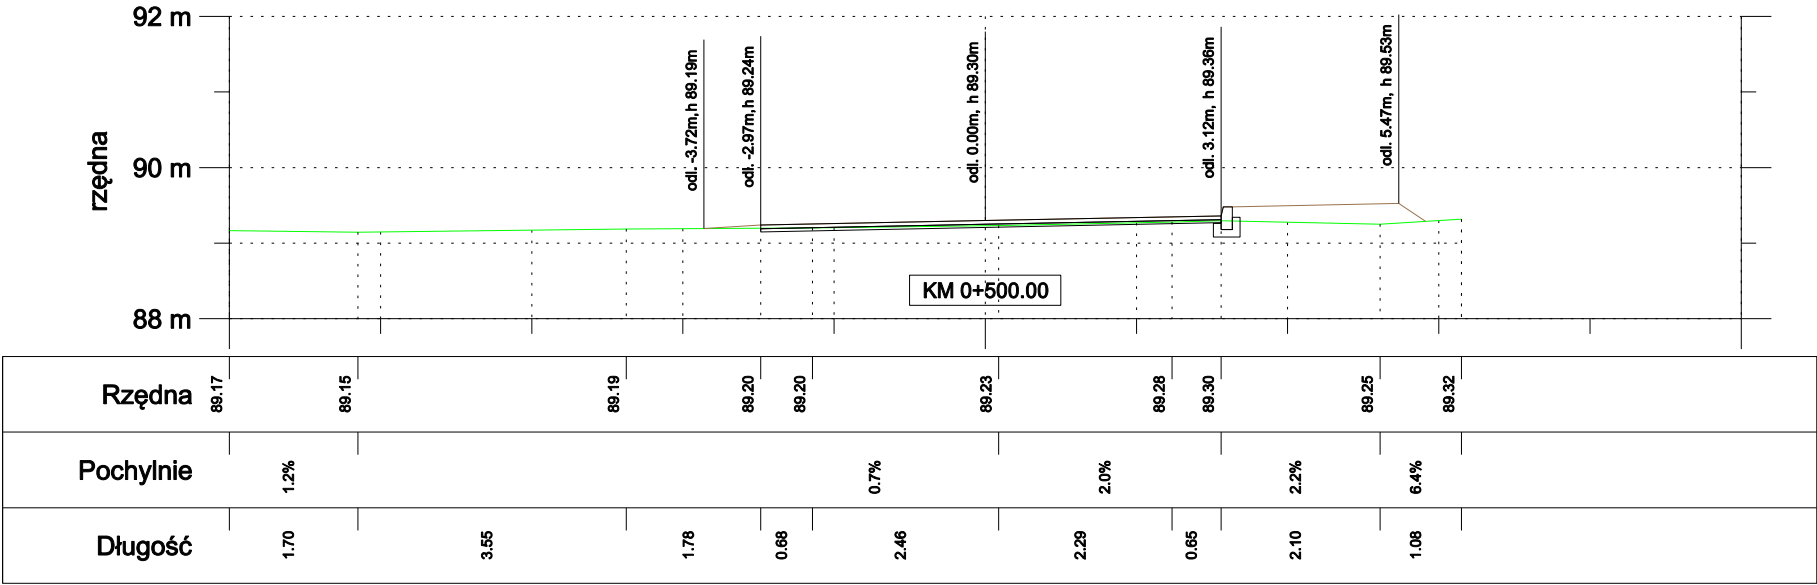 92 m
odl. -3.72m, h 89.19m
odl. -2.97m, h 89.24m
odl. 0.00m, h 89.30m
odl. 3.12m, h 89.36m
odl. 5.47m, h 89.53m
rzędna
90 m
KM 0+500.00
88 m
Rzędna 89.17 89.15 89.19 89.20 89.20 89.23 89.28 89.30 89.25 89.32
Pochylnie 1.2% 0.7% 2.0% 2.2% 6.4%
Długość 1.70 3.55 1.78 0.68 2.46 2.29 0.65 2.10 1.08